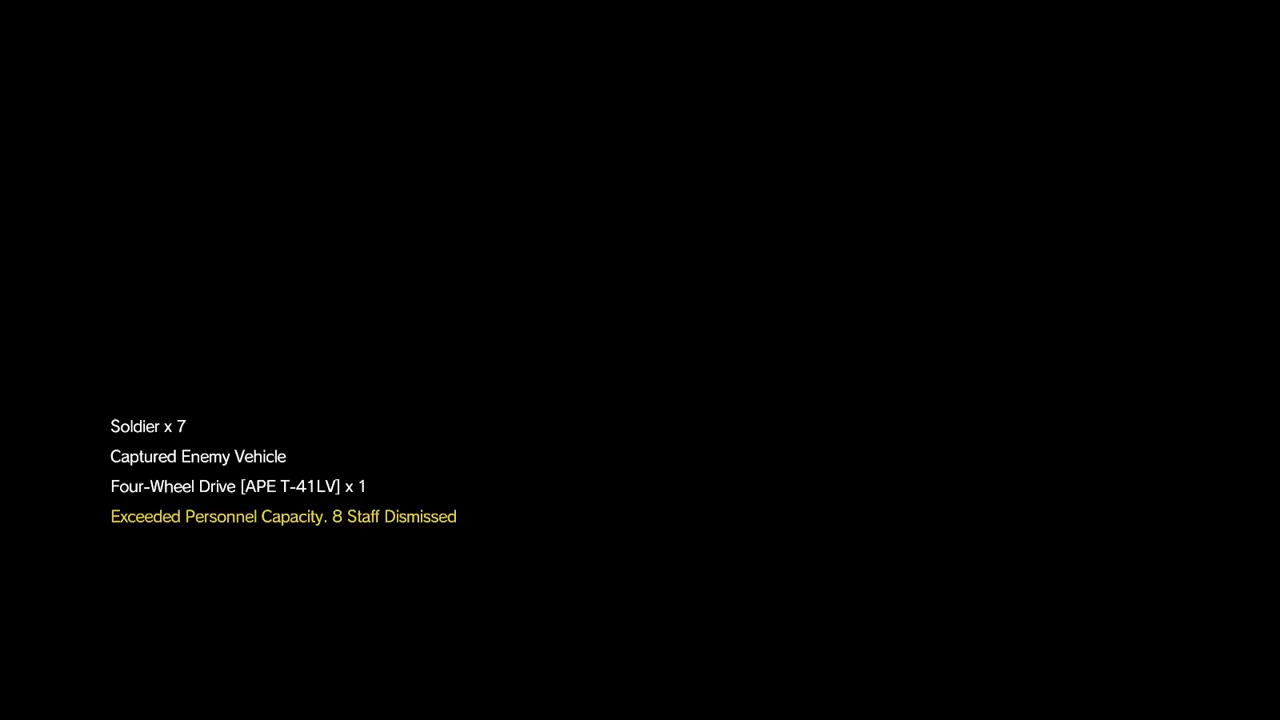 Soldier x 7
Captured Enemy Vehicle
Four-Wheel Drive [APE T-41LV] x 1
Exceeded Personnel Capacity. 8 Staff Dismissed